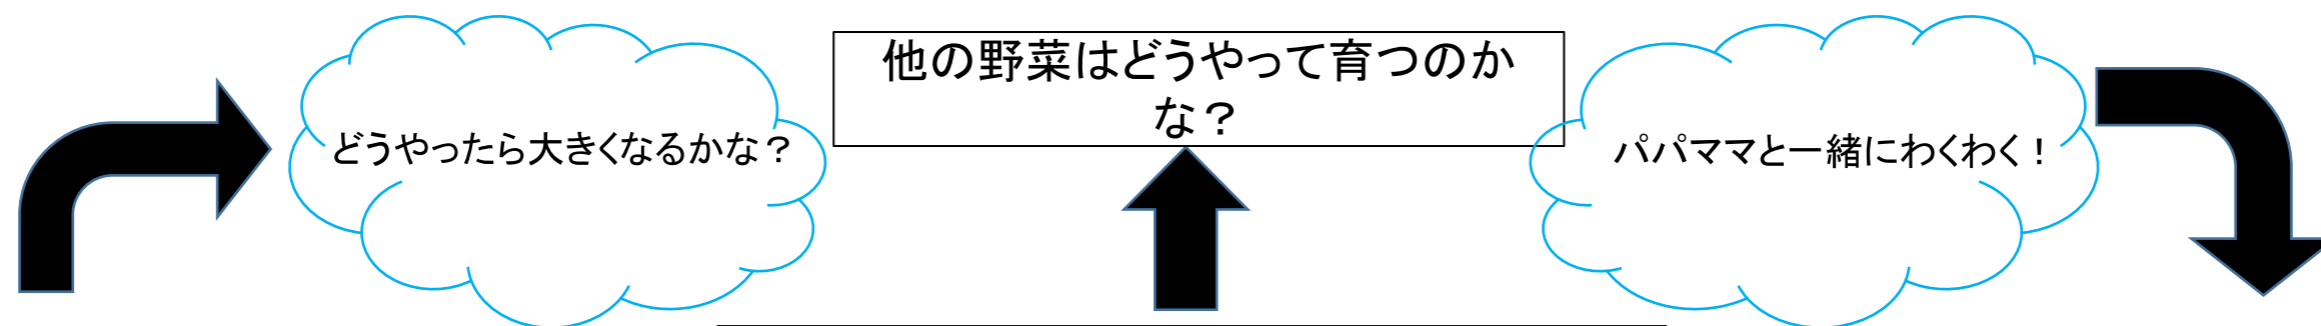 他の野菜はどうやって育つのか
な？
どうやったら大きくなるかな？
パパママと一緒にわくわく！